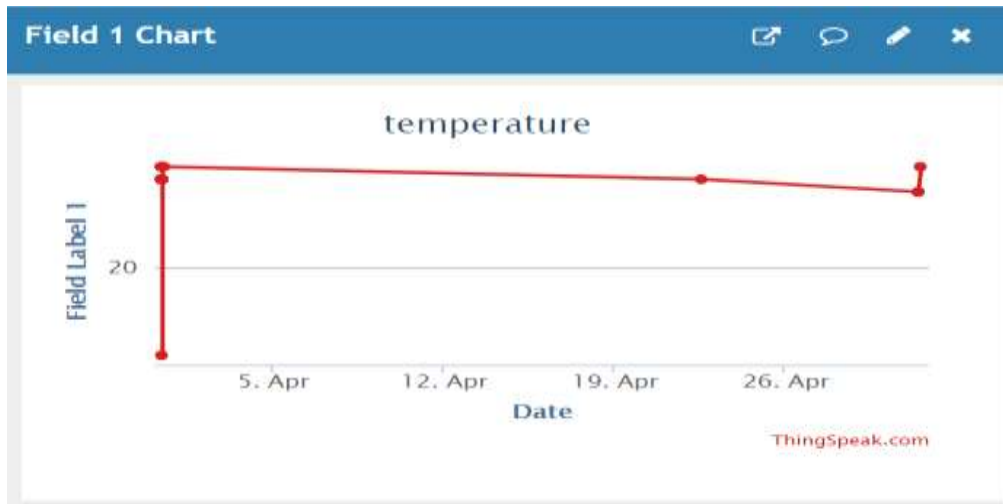 Field 1 Chart
temperature
Field Label 1
20
5. Apr 12. Apr 19. Apr 26. Apr
Date
ThingSpeak.com